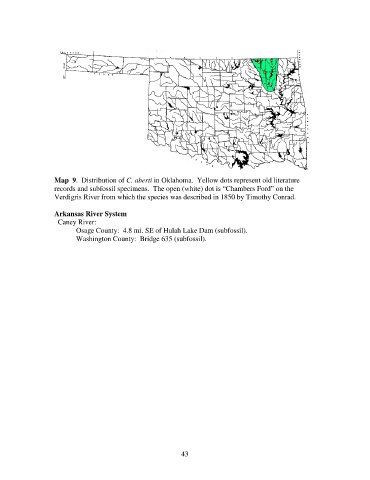 Map 9. Distribution of C. aberti in Oklahoma. Yellow dots represent old literature
records and subfossil specimens. The open (white) dot is “Chambers Ford” on the
Verdigris River from which the species was described in 1850 by Timothy Conrad.
Arkansas River System
Caney River:
Osage County: 4.8 mi. SE of Hulah Lake Dam (subfossil).
Washington County: Bridge 635 (subfossil).
43